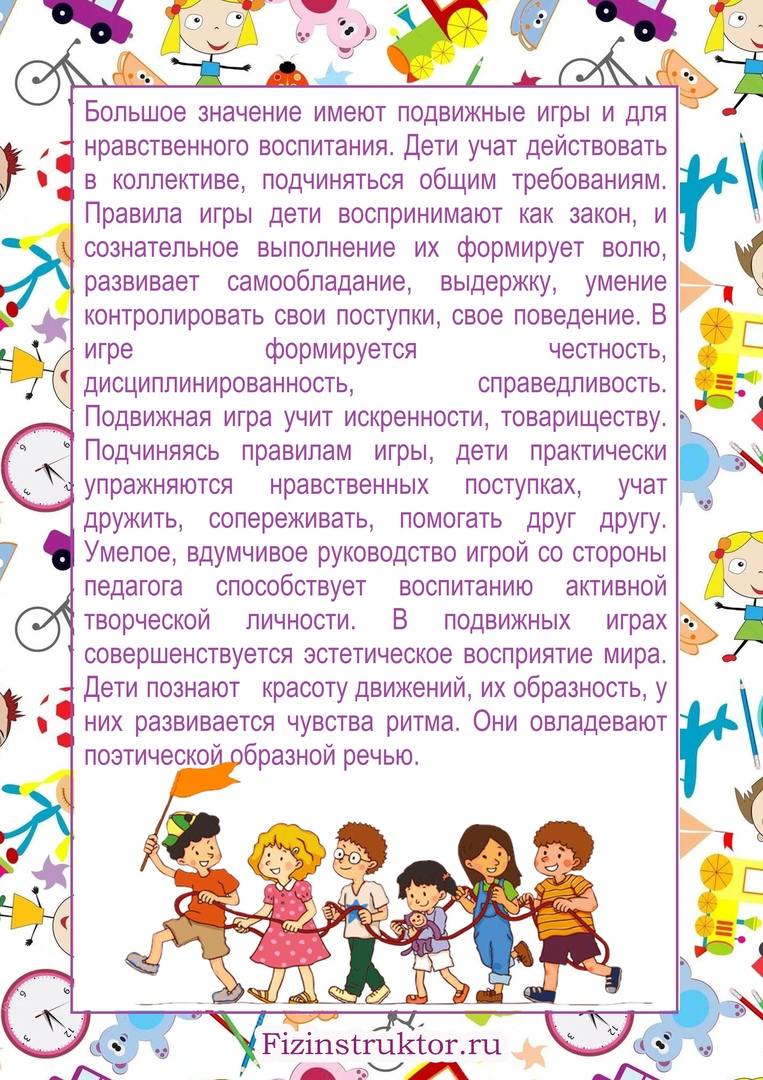 Большое значение имеют подвижные игры и для
нравственного воспитания. Дети учат действовать
в коллективе, подчиняться общим требованиям.
Правила игры дети воспринимают как закон, и
сознательное выполнение их формирует волю,
развивает самообладание, выдержку, умение
контролировать свои поступки, свое поведение. В
игре формируется честность,
дисциплинированность, справедливость.
Подвижная игра учит искренности, товариществу.
Подчиняясь правилам игры, дети практически
упражняются нравственных поступках, учат
дружить, сопереживать, помогать друг другу.
Умелое, вдумчивое руководство игрой со стороны
педагога способствует воспитанию активной
творческой личности. В подвижных играх
совершенствуется эстетическое восприятие мира.
Дети познают красоту движений, их образность, у
них развивается чувства ритма. Они овладевают
поэтической образной речью.
Fizinstruktor.ru